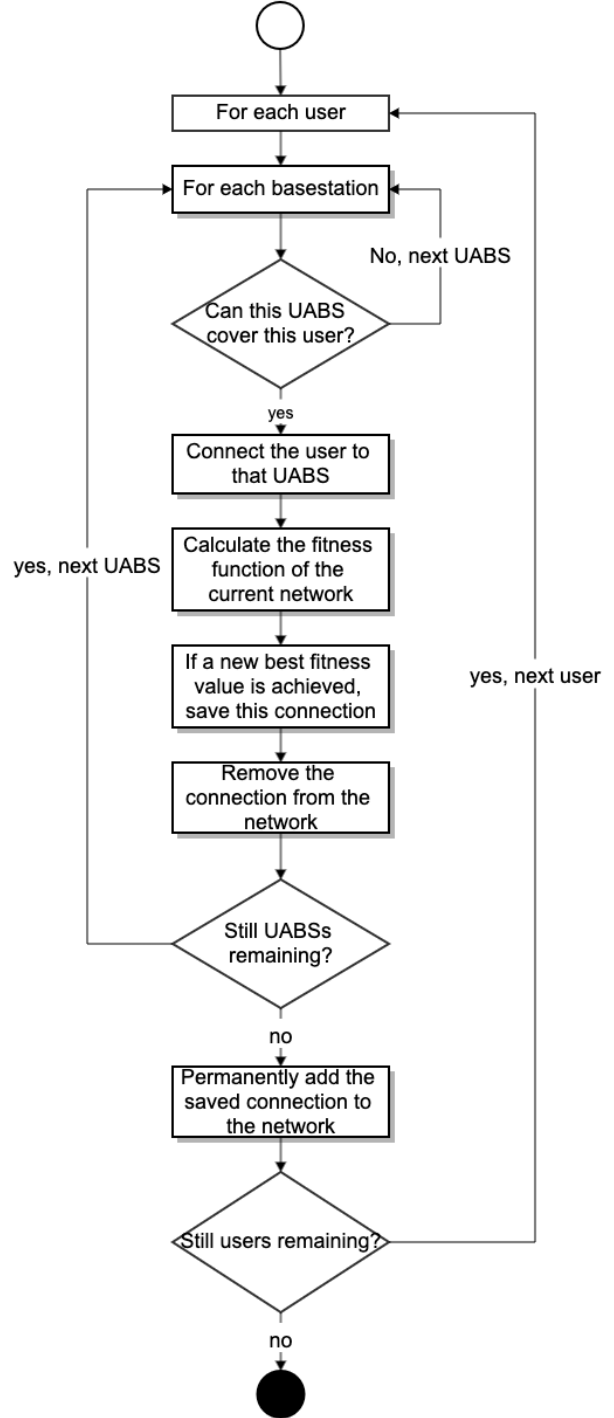 For each user
For each basestation
No, next UABS
Can this UABS
cover this user?
yes
Connect the user to
that UABS
Calculate the fitness
function of the
current network
yes, next UABS
If a new best fitness
value is achieved,
save this connection
yes, next user
Remove the
connection from the
network
Still UABSs
remaining?
no
Permanently add the
saved connection to
the network
Still users remaining?
no